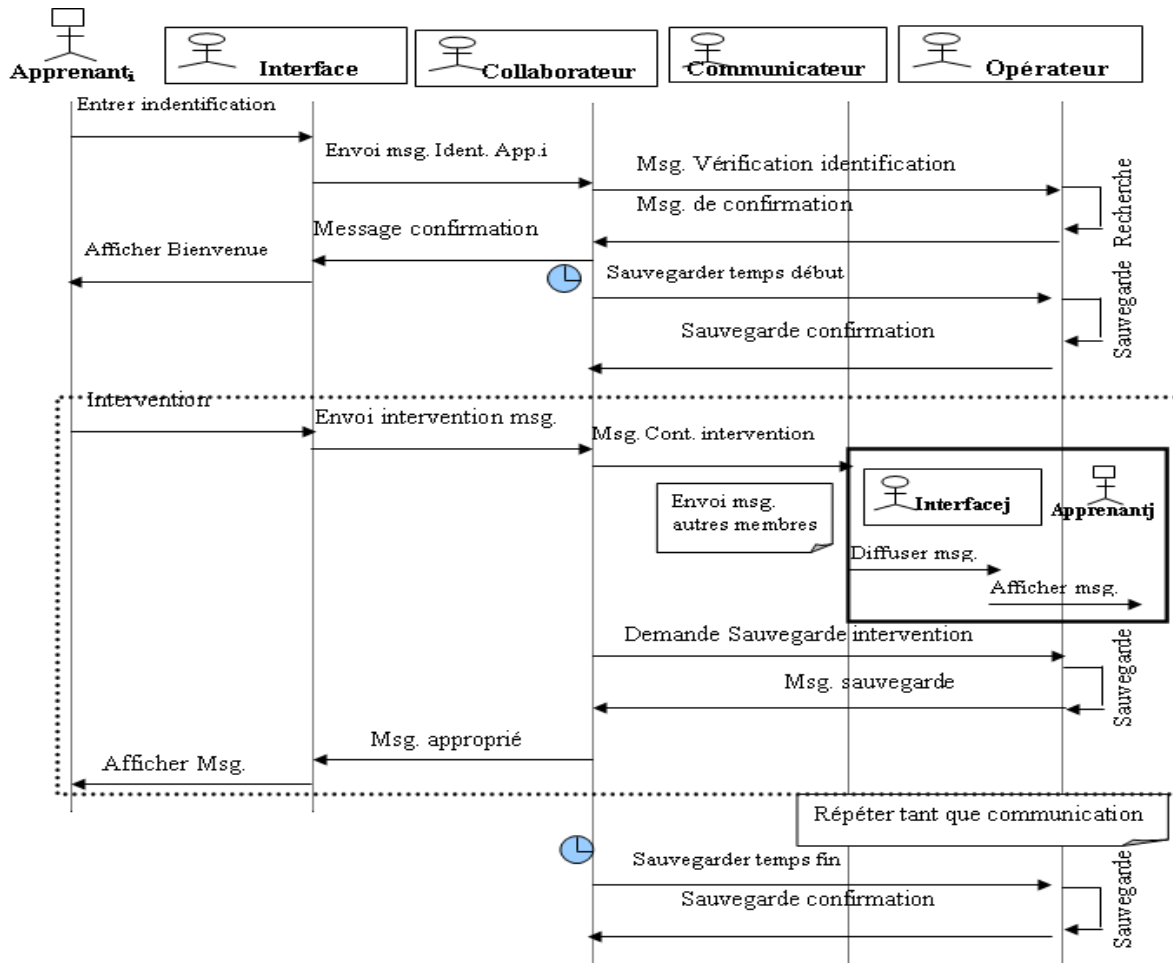 Apprenanti
Interface
Collaborateur
Communicateur
Opérateur
Entrer indentification
Envoi msg. Ident. App.i
Msg. Vérification identification
Recherche
Msg. de confirmation
Message confirmation
Afficher Bienvenue
Sauvegarder temps début
Sauvegarde
Sauvegarde confirmation
Intervention
Envoi intervention msg.
Msg. Cont. intervention
Envoi msg.
autres membres
Interfacej
Apprenantj
Diffuser msg.
Afficher msg.
Demande Sauvegarde intervention
Sauvegarde
Msg. sauvegarde
Msg. approprié
Afficher Msg.
Répéter tant que communication
Sauvegarder temps fin
Sauvegarde
Sauvegarde confirmation